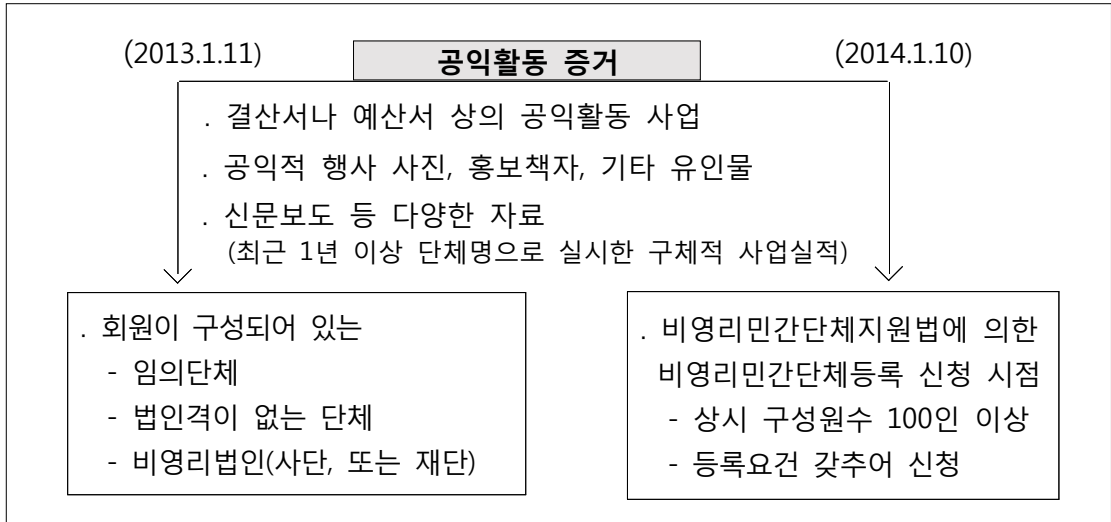 (2013.1.11) 공익활동 증거 (2014.1.10)
. 결산서나 예산서 상의 공익활동 사업
. 공익적 행사 사진, 홍보책자, 기타 유인물
. 신문보도 등 다양한 자료
(최근 1년 이상 단체명으로 실시한 구체적 사업실적)
. 회원이 구성되어 있는
- 임의단체
- 법인격이 없는 단체
- 비영리법인(사단, 또는 재단)
. 비영리민간단체지원법에 의한
비영리민간단체등록 신청 시점
- 상시 구성원수 100인 이상
- 등록요건 갖추어 신청